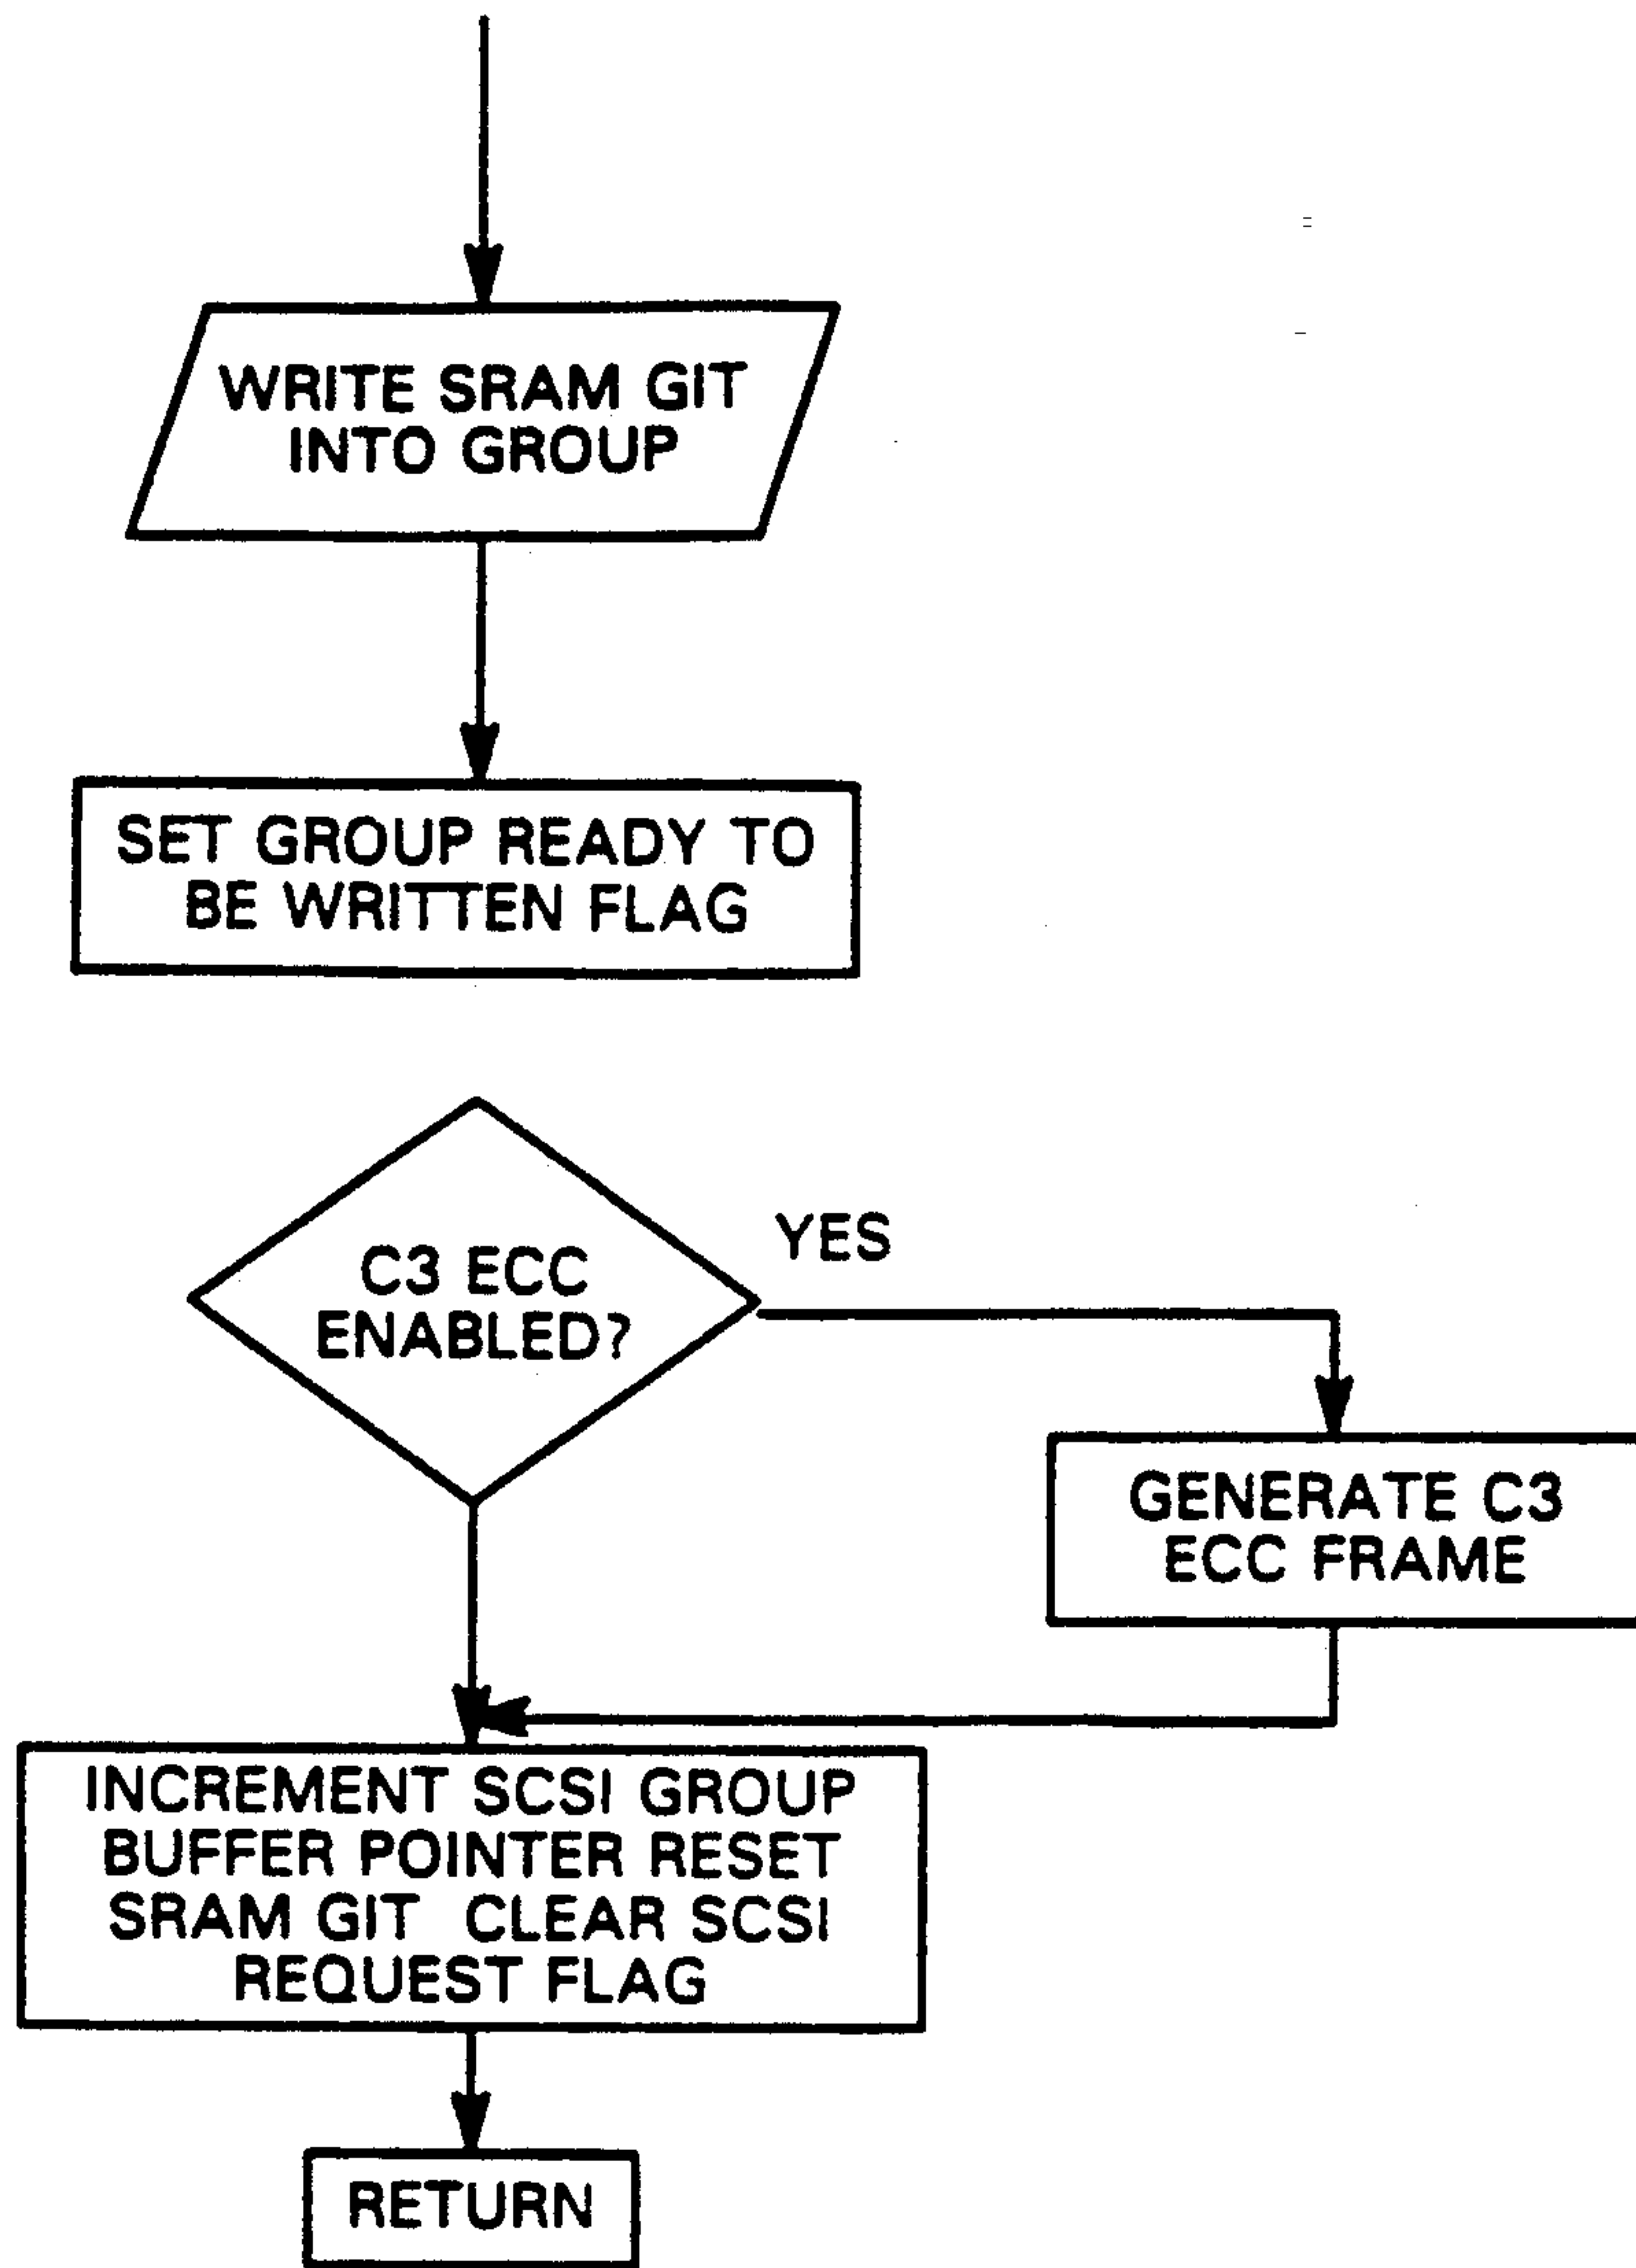 WRITE SRAM GIT
INTO GROUP
SET GROUP READY TO
BE WRITTEN FLAG
C3 ECC
ENABLED?
YES
GENERATE C3
ECC FRAME
INCREMENT SCSI GROUP
BUFFER POINTER RESET
SRAM GIT CLEAR SCSI
REQUEST FLAG
RETURN